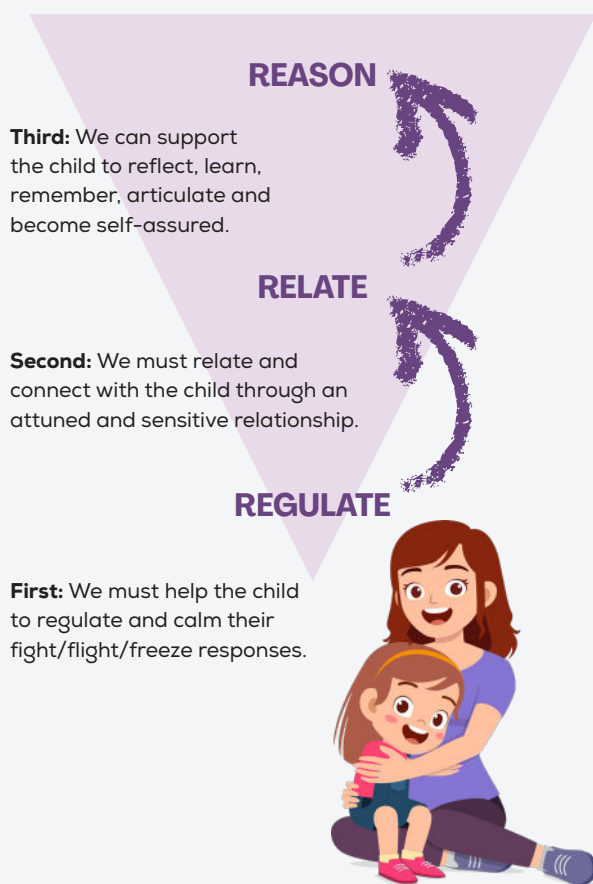 REASON
Third: We can support
the child to reflect, learn,
remember, articulate and
become self-assured.
RELATE
Second: We must relate and
connect with the child through an
attuned and sensitive relationship.
REGULATE
First: We must help the child
to regulate and calm their
fight/flight/freeze responses.